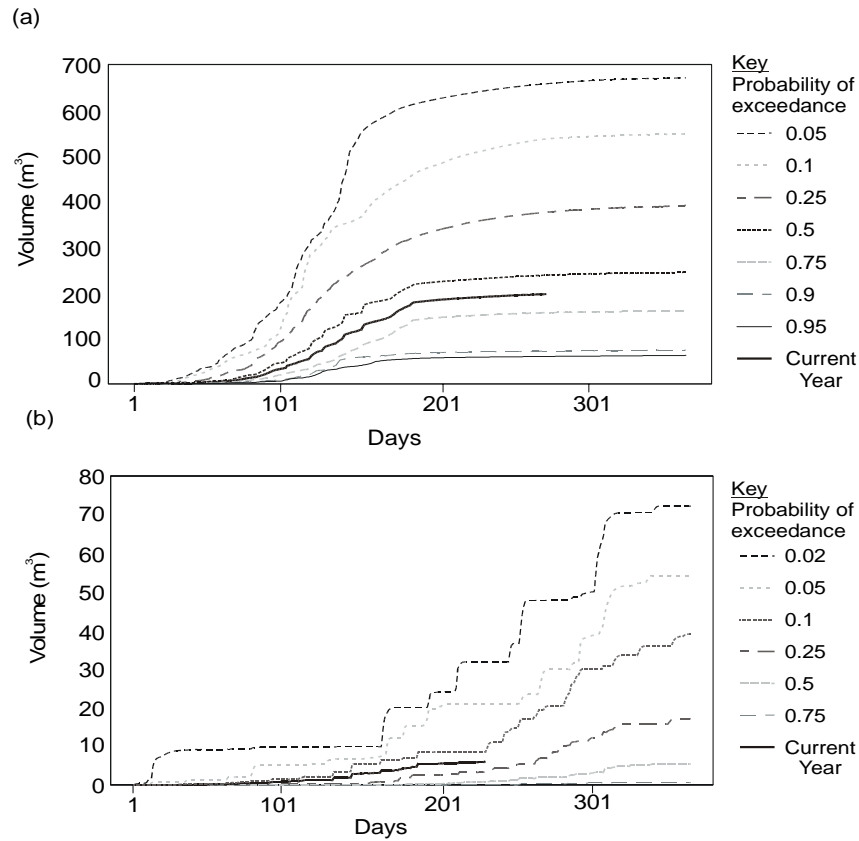 (a)
700
600
500
400
300
200
100
0
Volume (m³)
1
101
201
301
Days
Key
Probability of
exceedance
0.05
0.1
0.25
0.5
0.75
0.9
0.95
Current
Year
(b)
80
70
60
50
40
30
20
10
0
Volume (m³)
1
101
201
301
Days
Key
Probability of
exceedance
0.02
0.05
0.1
0.25
0.5
0.75
Current
Year